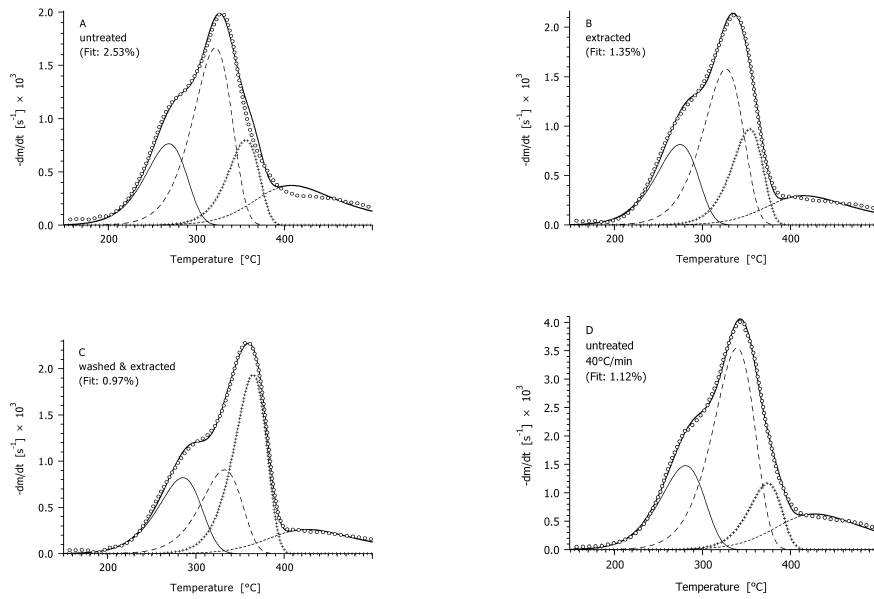 A
untreated
(Fit: 2.53%)
2.0
1.5
1.0
0.5
0.0
-dm/dt [s⁻¹] × 10³
200
300
400
Temperature [°C]
B
extracted
(Fit: 1.35%)
2.0
1.5
1.0
0.5
0.0
-dm/dt [s⁻¹] × 10³
200
300
400
Temperature [°C]
C
washed & extracted
(Fit: 0.97%)
2.0
1.5
1.0
0.5
0.0
-dm/dt [s⁻¹] × 10³
200
300
400
Temperature [°C]
D
untreated
40°C/min
(Fit: 1.12%)
4.0
3.5
3.0
2.5
2.0
1.5
1.0
0.5
0.0
-dm/dt [s⁻¹] × 10³
200
300
400
Temperature [°C]